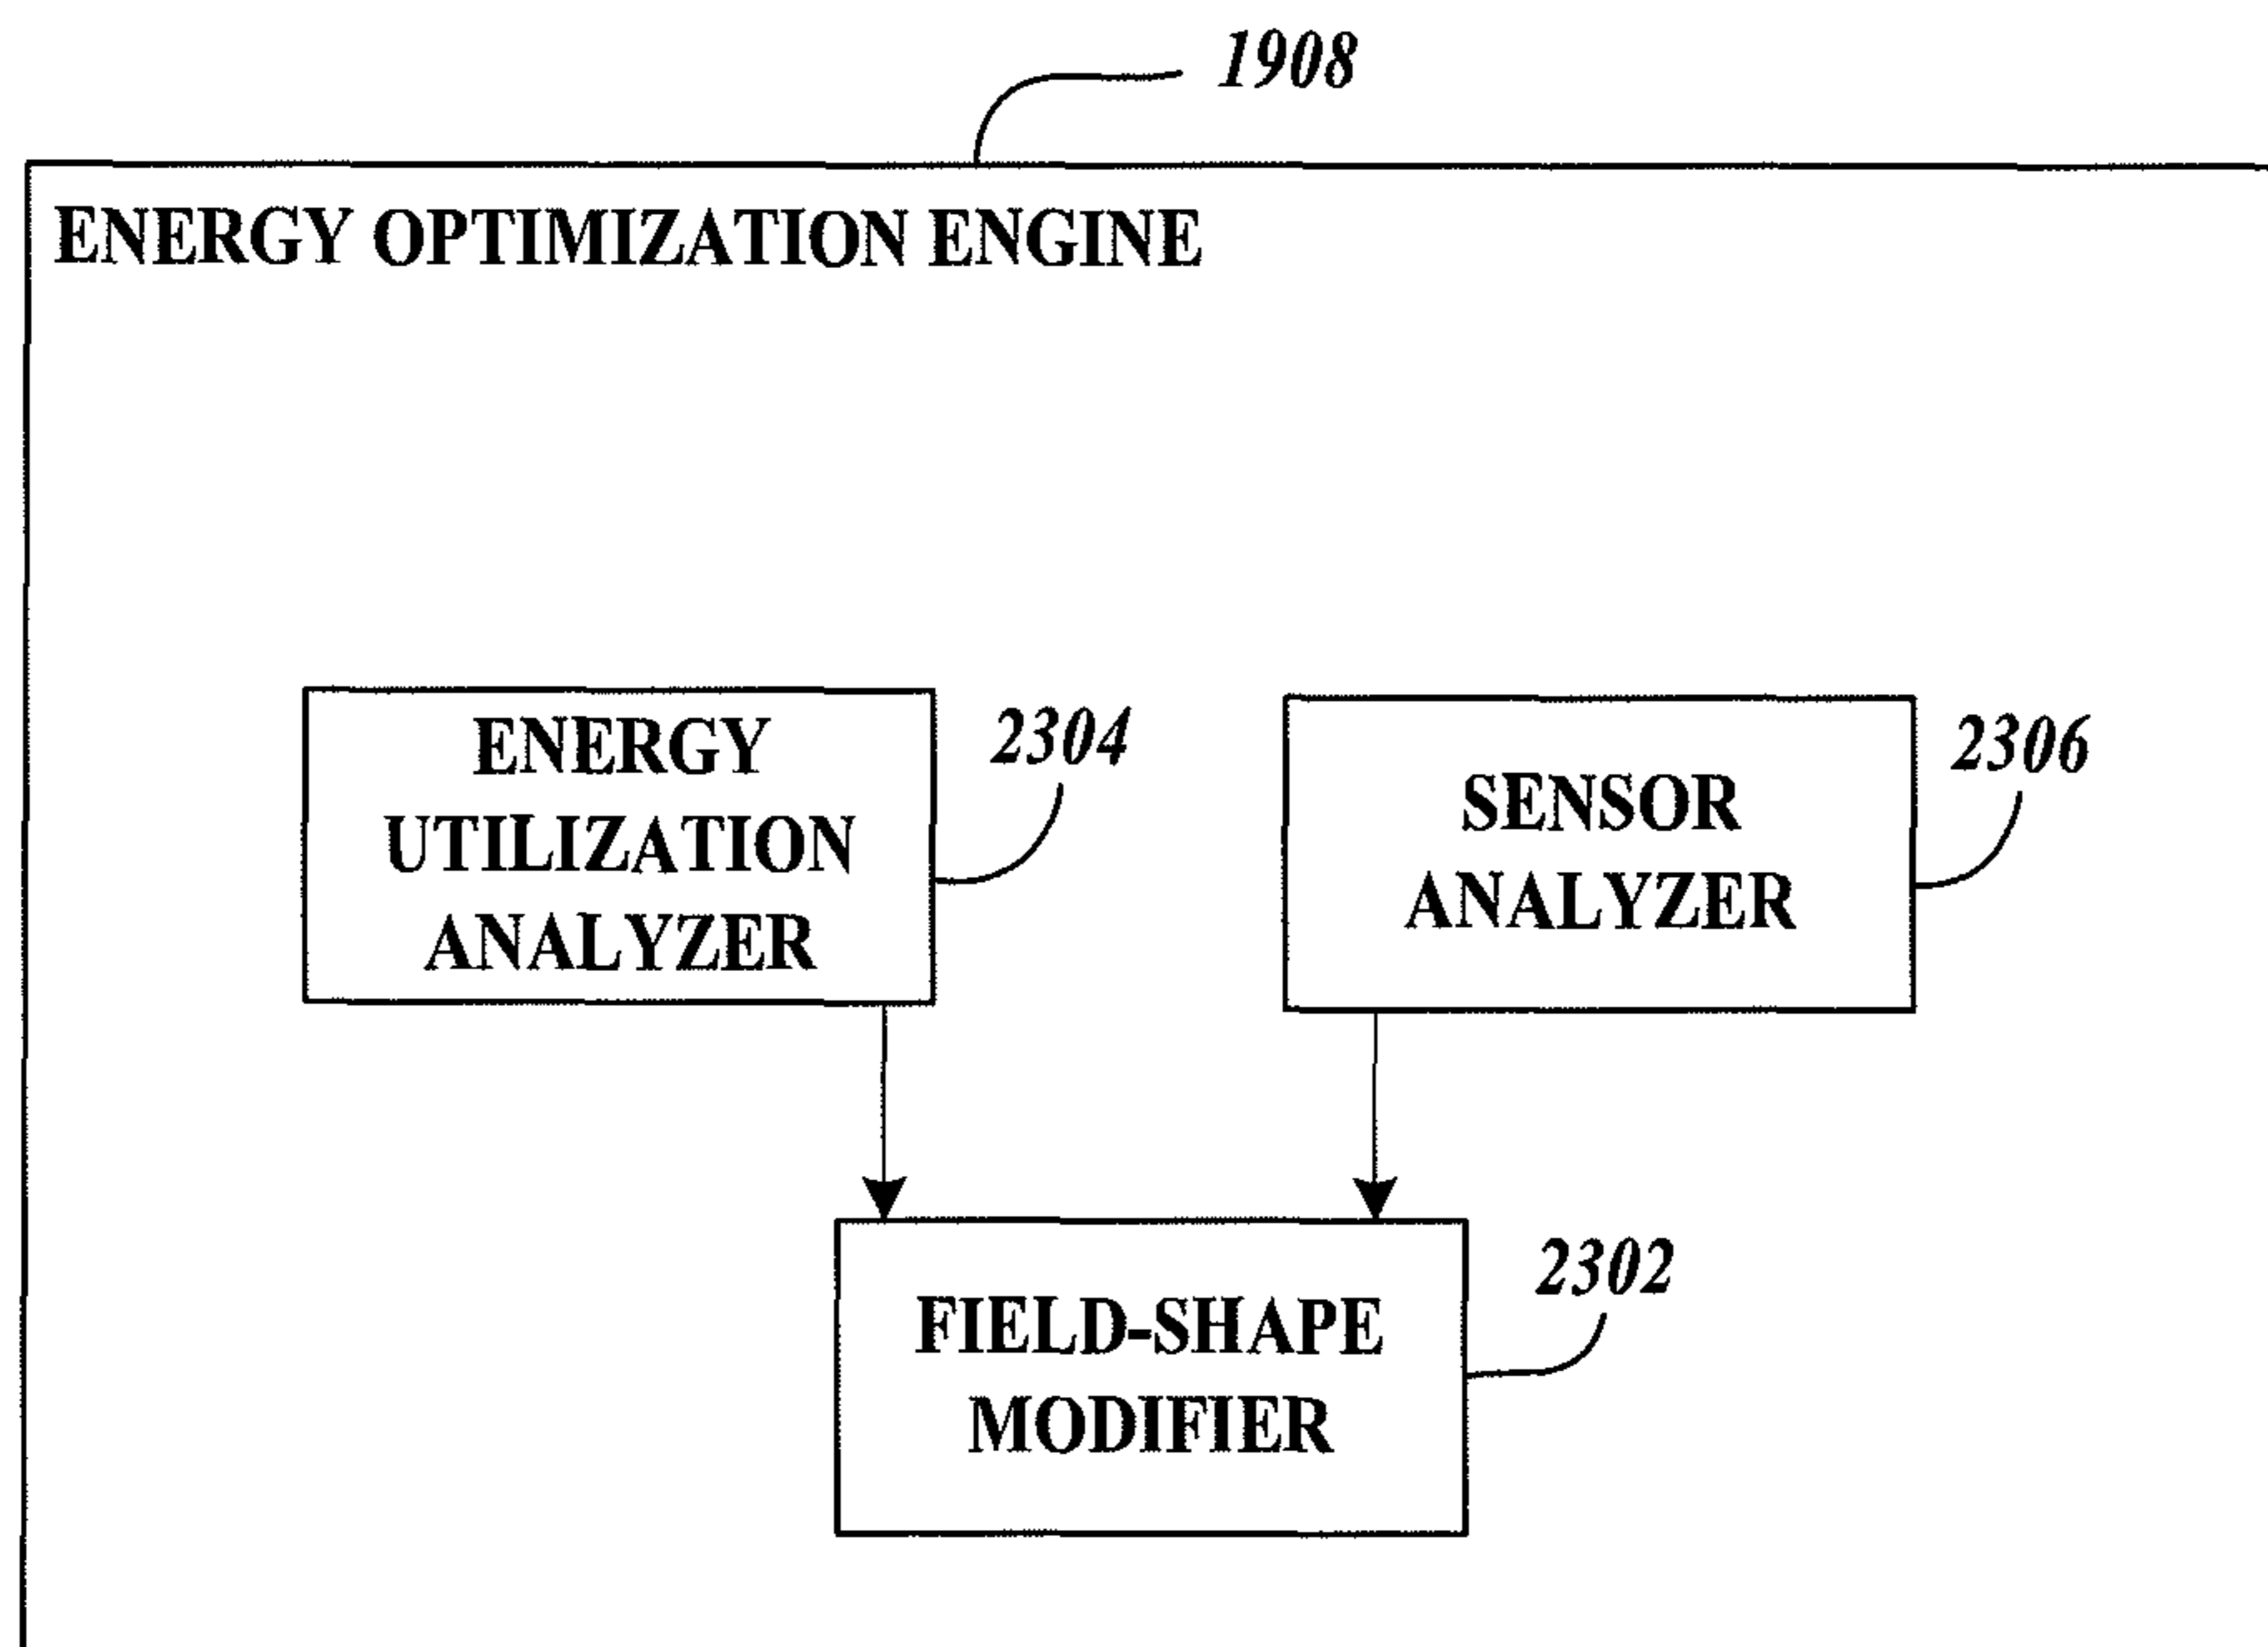 1908
ENERGY OPTIMIZATION ENGINE
ENERGY
UTILIZATION
ANALYZER
2304
SENSOR
ANALYZER
2306
FIELD-SHAPE
MODIFIER
2302